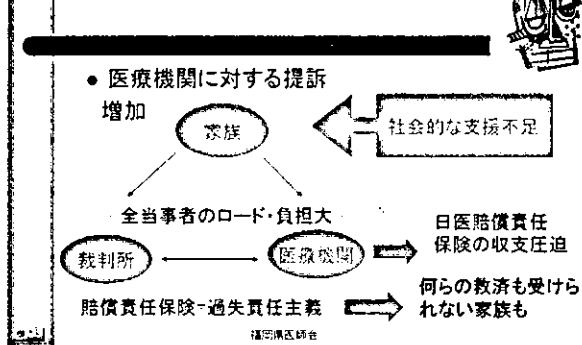 ● 医療機関に対する提訴
増加
家族
社会的な支援不足
全当事者のロード・負担大
裁判所
医療機関
日医賠償責任
保険の収支圧迫
賠償責任保険-過失責任主義
何らの救済も受けら
れない家族も
福岡県医師会